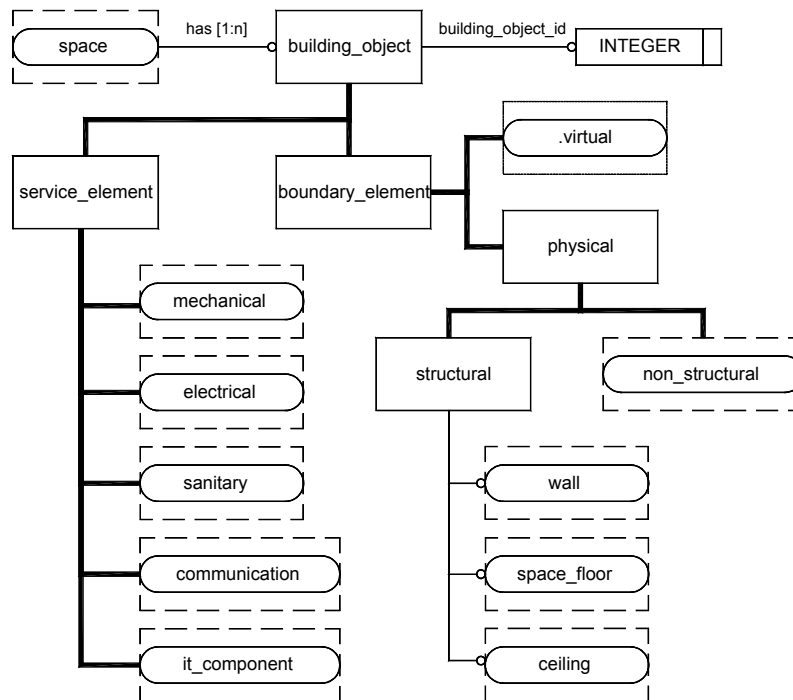 has [1:n]
building_object_id
space
building_object
INTEGER
.virtual
service_element
boundary_element
physical
mechanical
structural
non_structural
electrical
sanitary
wall
communication
space_floor
it_component
ceiling